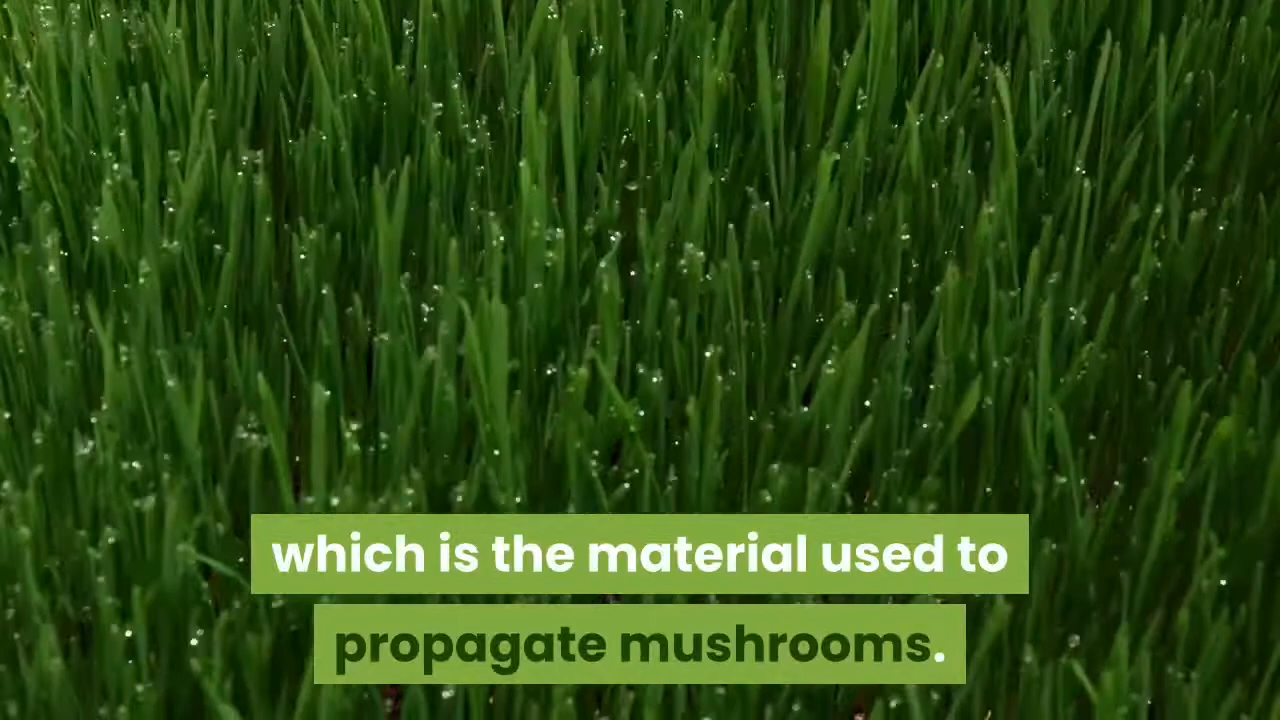 which is the material used to
propagate mushrooms.